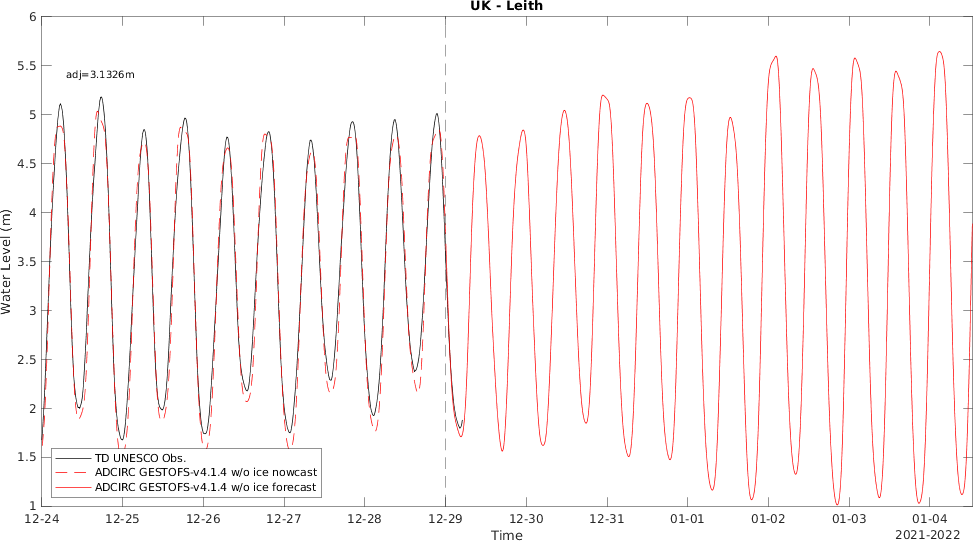 UK - Leith
adj=3.1326m
Water Level (m)
6
5.5
5
4.5
4
3.5
3
2.5
2
1.5
1
TD UNESCO Obs.
ADCIRC GESTOFS-v4.1.4 w/o ice nowcast
ADCIRC GESTOFS-v4.1.4 w/o ice forecast
12-24 12-25 12-26 12-27 12-28 12-29 12-30 12-31 01-01 01-02 01-03 01-04
Time
2021-2022